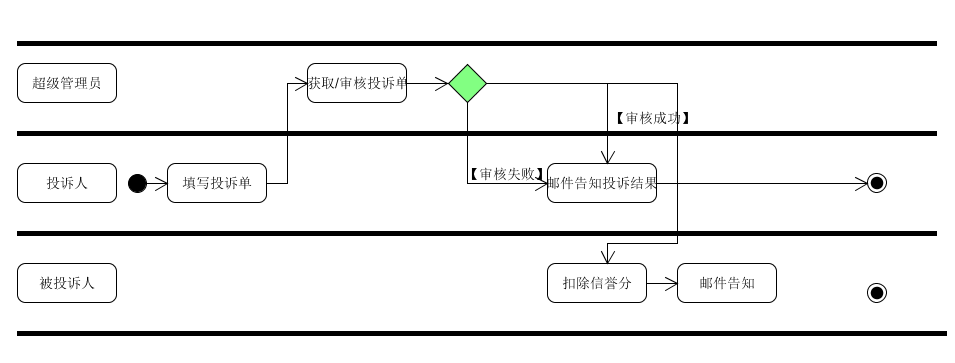 超级管理员
获取/审核投诉单
【审核成功】
投诉人
填写投诉单
【审核失败】
邮件告知投诉结果
被投诉人
扣除信誉分
邮件告知